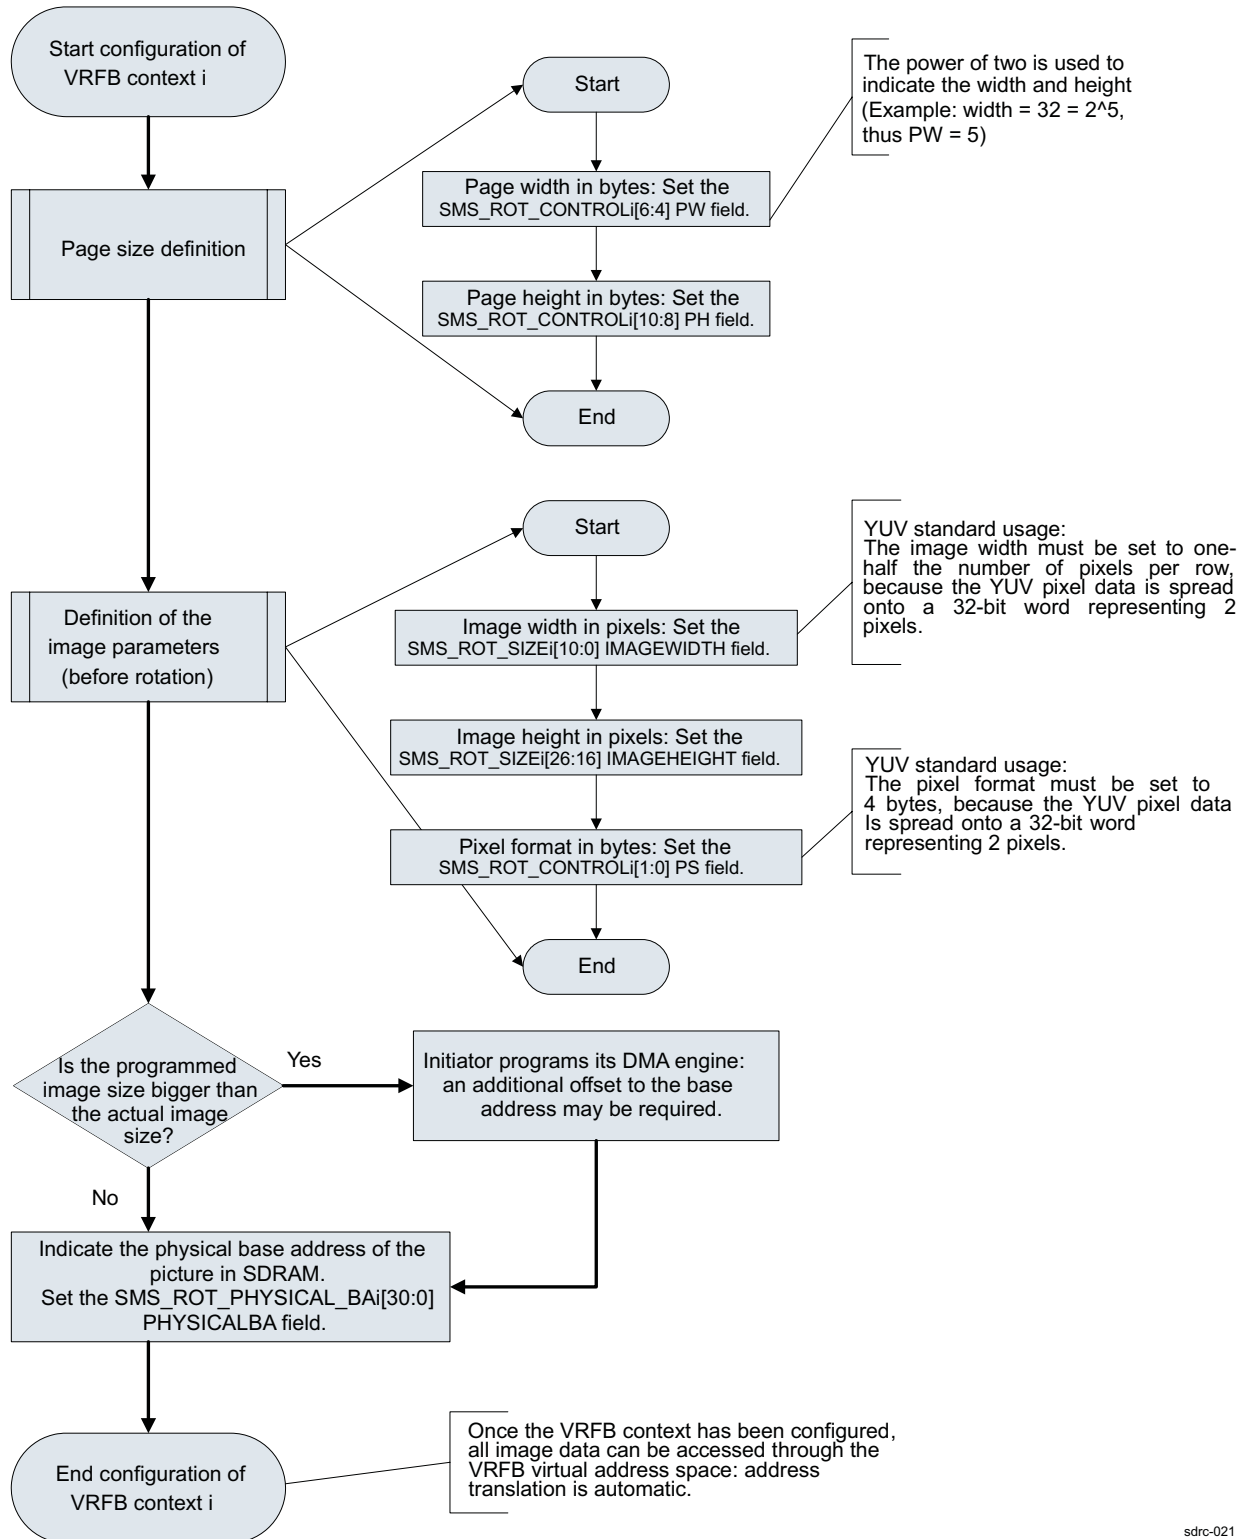 Start configuration of
VRFB context i
Start
The power of two is used to
indicate the width and height
(Example: width = 32 = 2^5,
thus PW = 5)
Page width in bytes: Set the
SMS_ROT_CONTROLi[6:4] PW field.
Page size definition
Page height in bytes: Set the
SMS_ROT_CONTROLi[10:8] PH field.
End
Start
YUV standard usage:
The image width must be set to one-
half the number of pixels per row,
because the YUV pixel data is spread
onto a 32-bit word representing 2
pixels.
Definition of the
image parameters
(before rotation)
Image width in pixels: Set the
SMS_ROT_SIZEi[10:0] IMAGEWIDTH field.
Image height in pixels: Set the
SMS_ROT_SIZEi[26:16] IMAGEHEIGHT field.
YUV standard usage:
The pixel format must be set to
4 bytes, because the YUV pixel data
Is spread onto a 32-bit word
representing 2 pixels.
Pixel format in bytes: Set the
SMS_ROT_CONTROLi[1:0] PS field.
End
Is the programmed
image size bigger than
the actual image
size?
Yes
Initiator programs its DMA engine:
an additional offset to the base
address may be required.
No
Indicate the physical base address of the
picture in SDRAM.
Set the SMS_ROT_PHYSICAL_BAi[30:0]
PHYSICALBA field.
Once the VRFB context has been configured,
all image data can be accessed through the
VRFB virtual address space: address
translation is automatic.
End configuration of
VRFB context i
sdrc-021